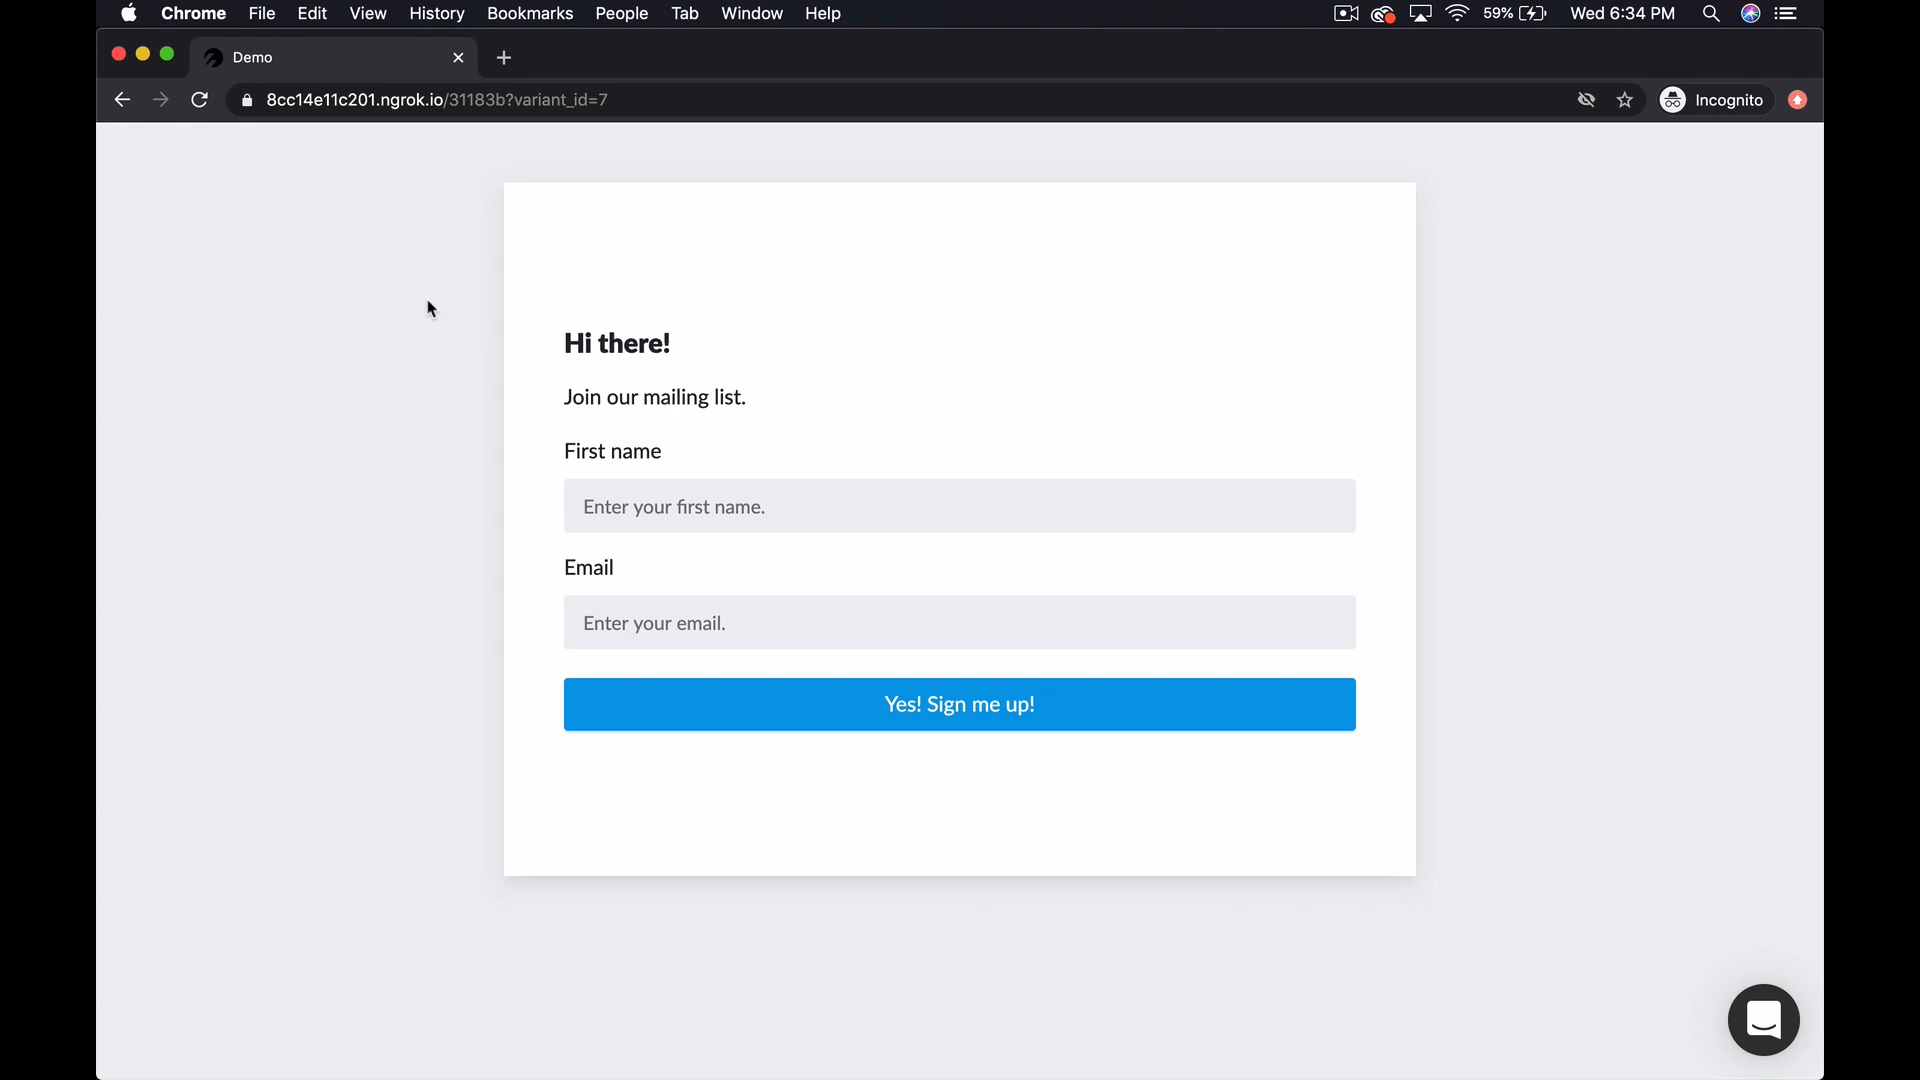 Chrome File Edit View History Bookmarks People Tab Window Help 59% Wed 6:34 PM
Demo
8cc14e11c201.ngrok.io/31183b?variant_id=7 Incognito
Hi there!
Join our mailing list.
First name
Enter your first name.
Email
Enter your email.
Yes! Sign me up!